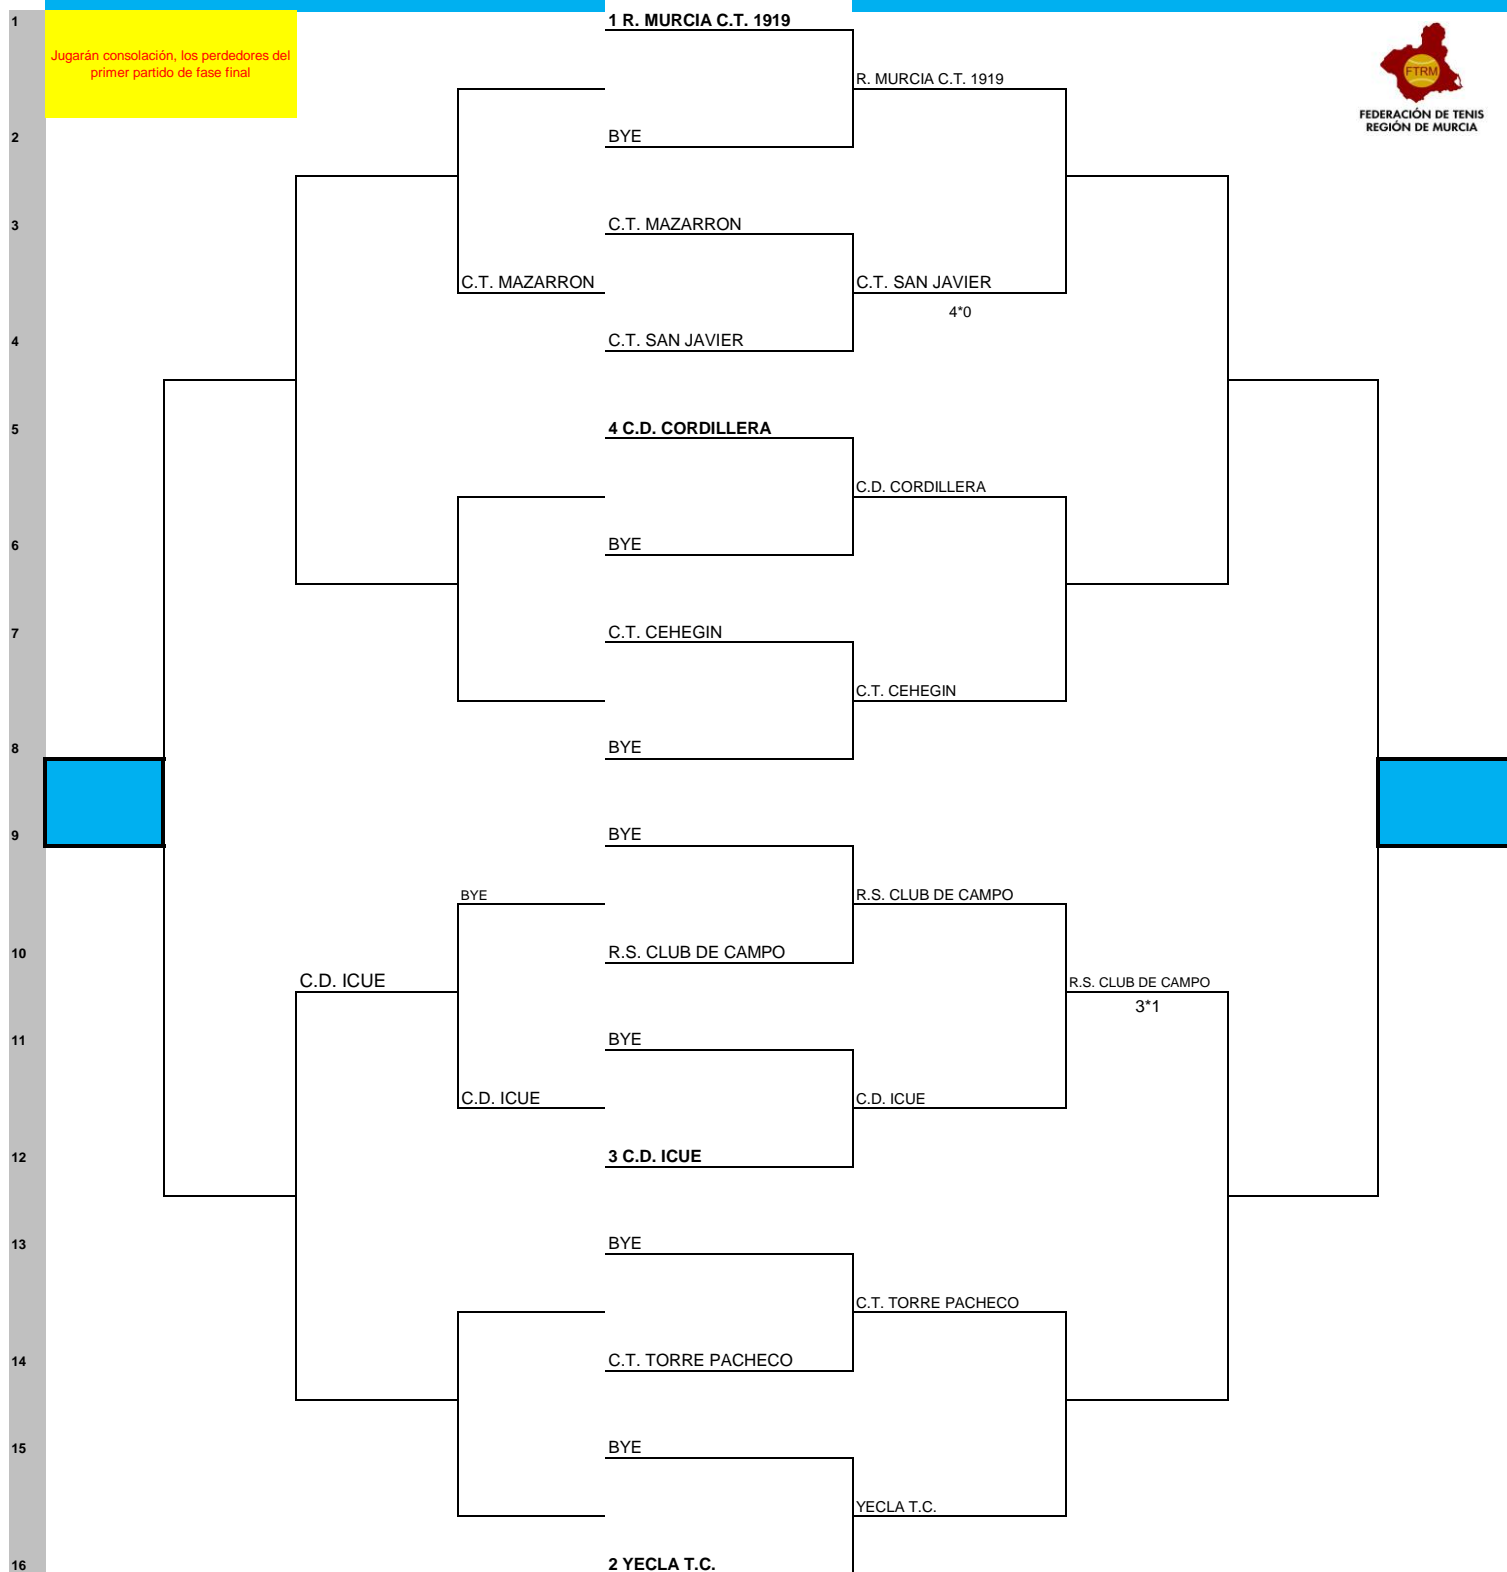 1
1 R. MURCIA C.T. 1919
Jugarán consolación, los perdedores del
primer partido de fase final
FTRM
R. MURCIA C.T. 1919
FEDERACIÓN DE TENIS
REGIÓN DE MURCIA
2
BYE
3
C.T. MAZARRON
C.T. MAZARRON
C.T. SAN JAVIER
4*0
4
C.T. SAN JAVIER
5
4 C.D. CORDILLERA
C.D. CORDILLERA
6
BYE
7
C.T. CEHEGIN
C.T. CEHEGIN
8
BYE
9
BYE
BYE
R.S. CLUB DE CAMPO
10
R.S. CLUB DE CAMPO
C.D. ICUE
R.S. CLUB DE CAMPO
3*1
11
BYE
C.D. ICUE
C.D. ICUE
12
3 C.D. ICUE
13
BYE
C.T. TORRE PACHECO
14
C.T. TORRE PACHECO
15
BYE
YECLA T.C.
16
2 YECLA T.C.